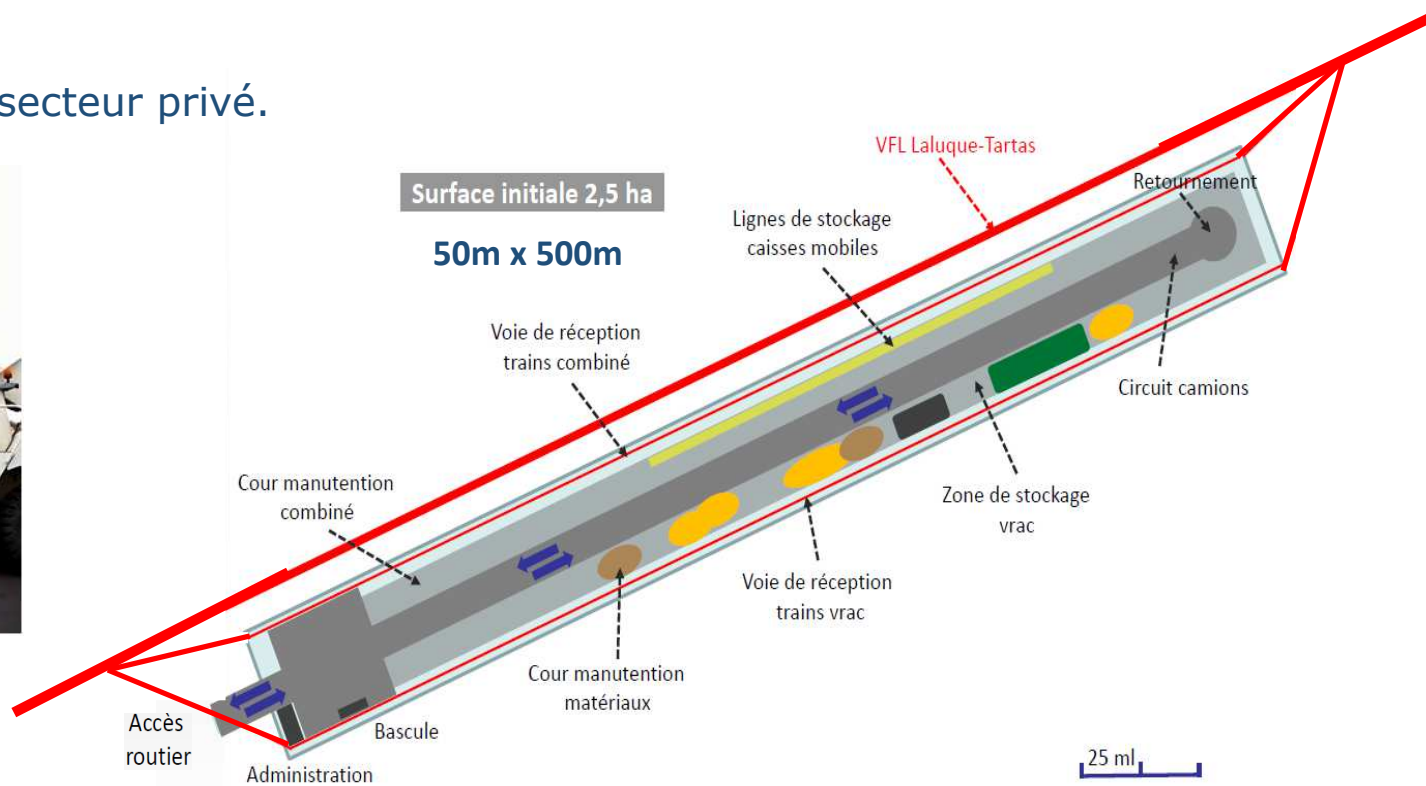 secteur privé.
VFL Laluque-Tartas
Surface initiale 2,5 ha
Retournement
Lignes de stockage
caisses mobiles
50m x 500m
Voie de réception
trains combiné
Circuit camions
Cour manutention
combiné
Zone de stockage
vrac
Voie de réception
trains vrac
Cour manutention
matériaux
Accès
routier
Bascule
Administration
25 ml